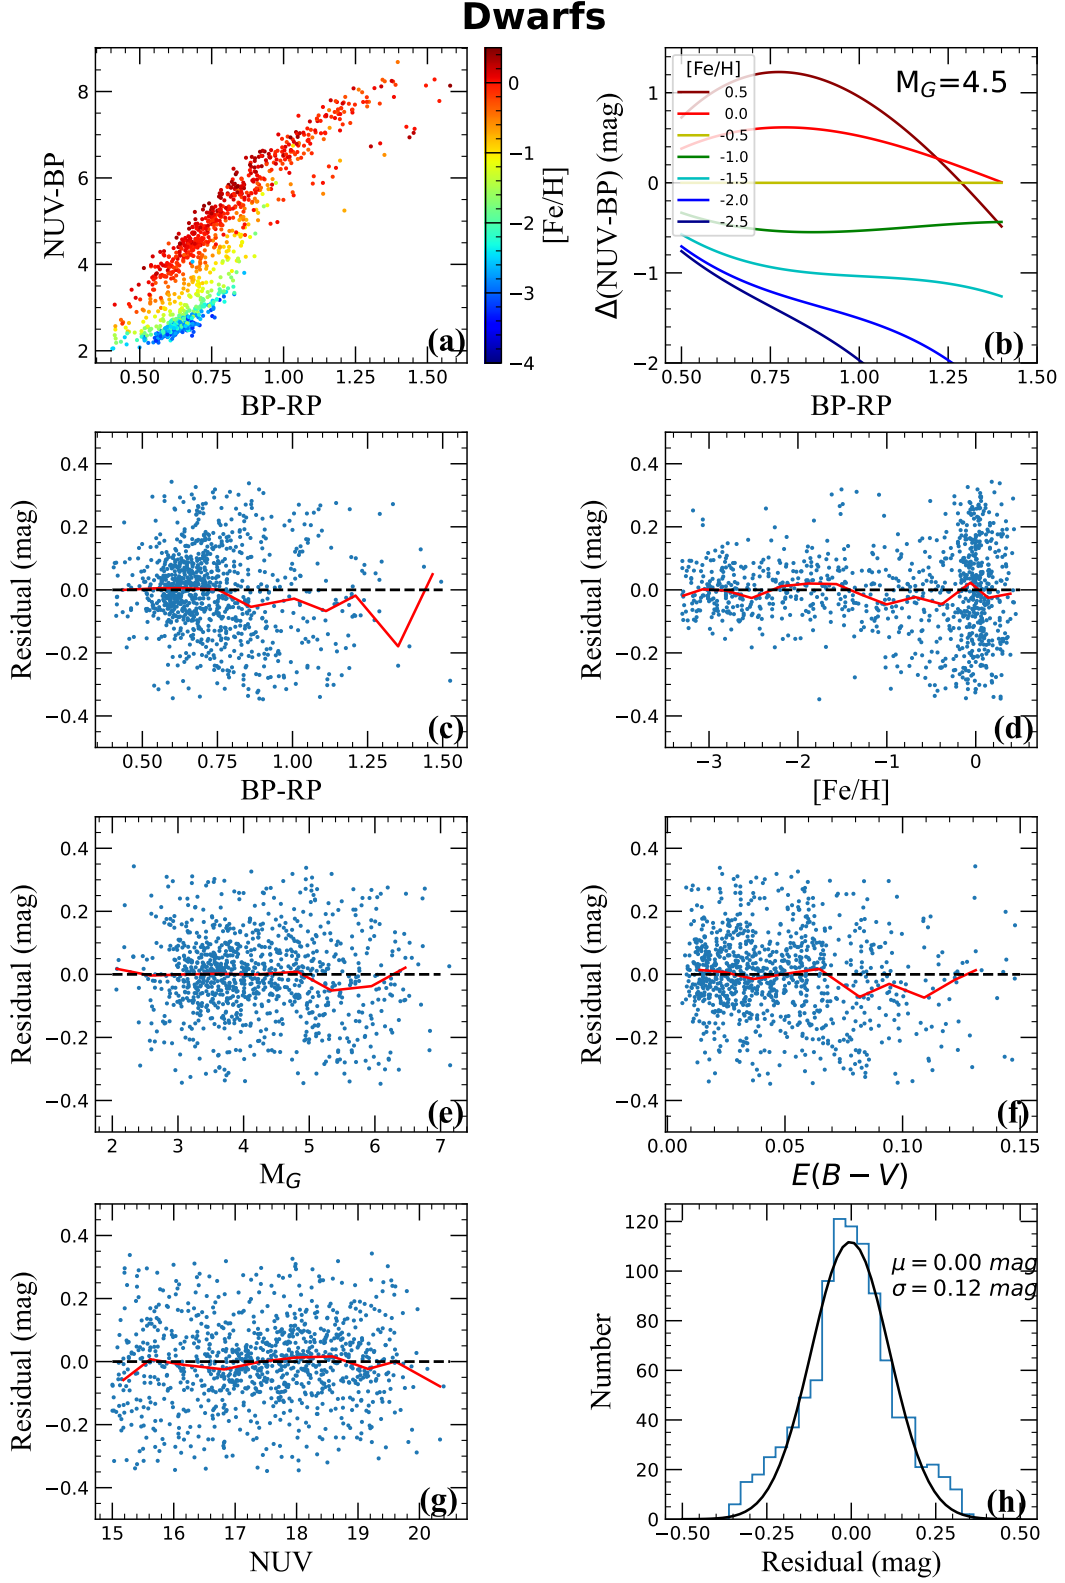 Dwarfs
NUV-BP
8
6
4
2
0.50 0.75 1.00 1.25 1.50
BP-RP
(a)
0
−1
−2
−3
−4
[Fe/H]
Δ(NUV-BP) (mag)
1
0
−1
−2
[Fe/H]
0.5
0.0
-0.5
-1.0
-1.5
-2.0
-2.5
M_G=4.5
(b)
0.50 0.75 1.00 1.25 1.50
BP-RP
Residual (mag)
0.4
0.2
0.0
−0.2
−0.4
(c)
0.50 0.75 1.00 1.25 1.50
BP-RP
Residual (mag)
0.4
0.2
0.0
−0.2
−0.4
(d)
−3 −2 −1 0
[Fe/H]
Residual (mag)
0.4
0.2
0.0
−0.2
−0.4
(e)
2 3 4 5 6 7
M_G
Residual (mag)
0.4
0.2
0.0
−0.2
−0.4
(f)
0.00 0.05 0.10 0.15
E(B − V)
Residual (mag)
0.4
0.2
0.0
−0.2
−0.4
(g)
15 16 17 18 19 20
NUV
Number
120
100
80
60
40
20
0
μ = 0.00 mag
σ = 0.12 mag
(h)
−0.50 −0.25 0.00 0.25 0.50
Residual (mag)